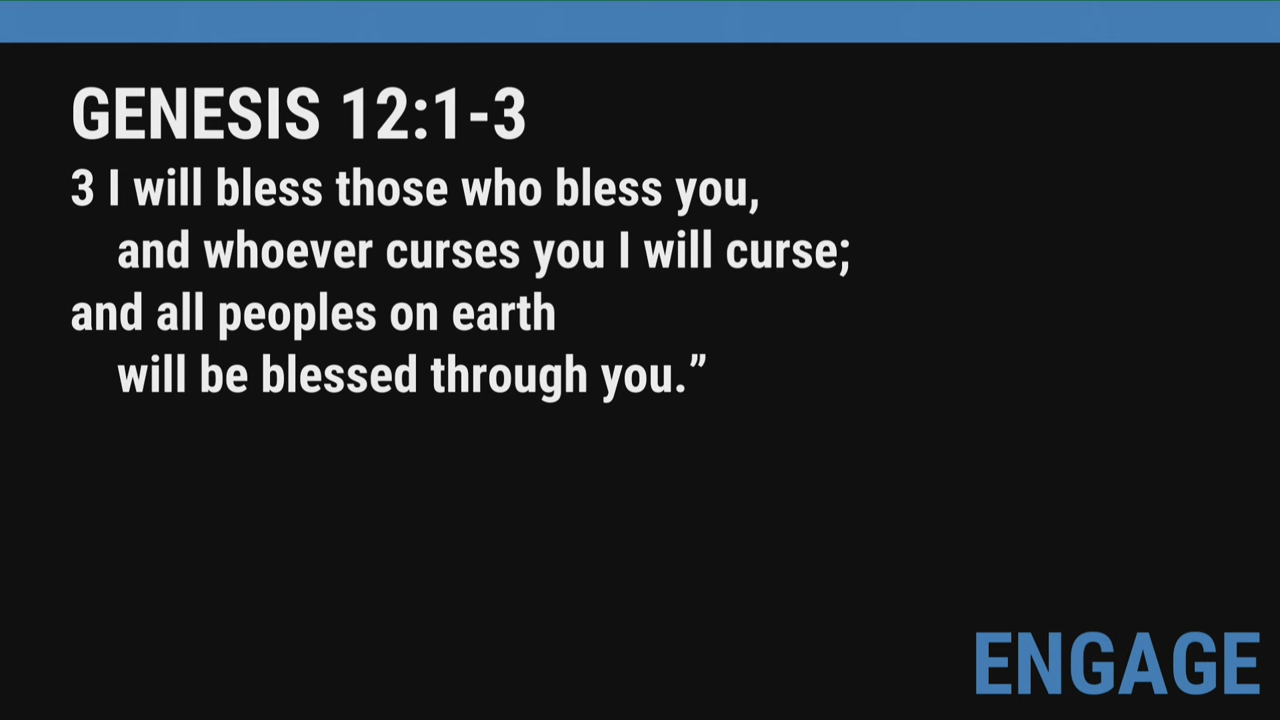 GENESIS 12:1-3
3 I will bless those who bless you,
and whoever curses you I will curse;
and all peoples on earth
will be blessed through you.”
ENGAGE